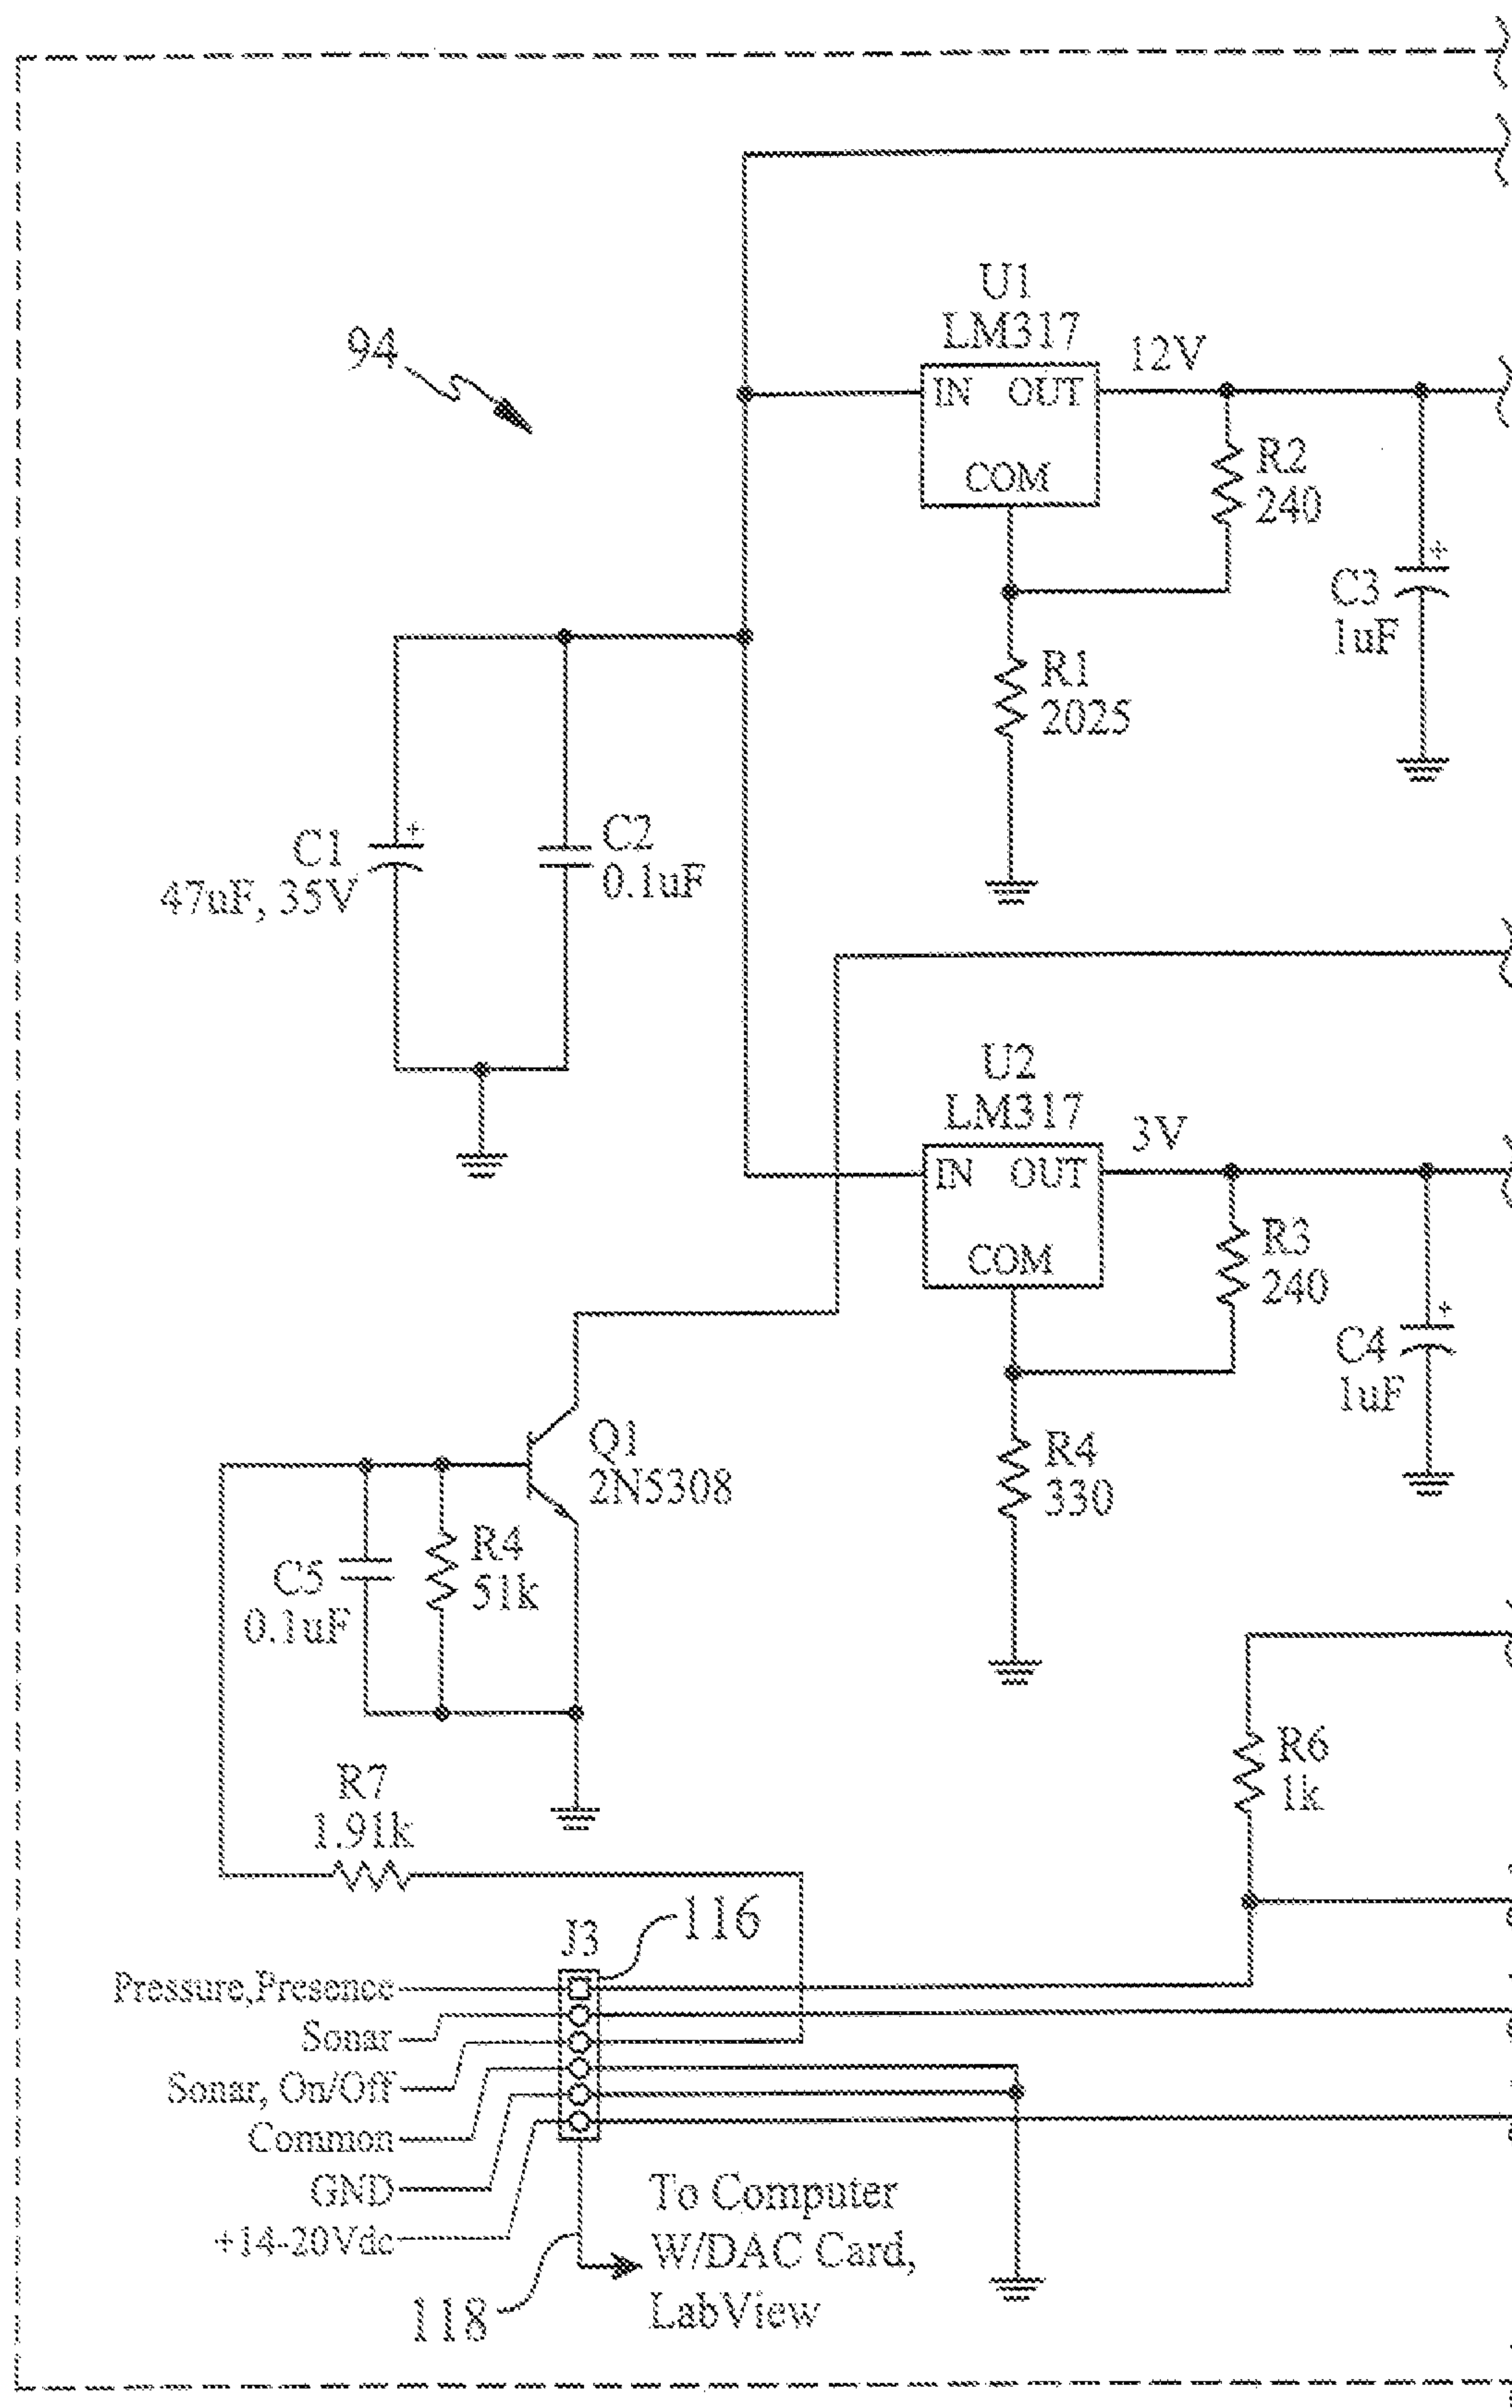 94
U1
LM317
12V
IN OUT
COM
R2
240
C3
1uF
+
R1
2025
C1
47uF, 35V
+
C2
0.1uF
U2
LM317
3V
IN OUT
COM
R3
240
C4
1uF
+
R4
330
Q1
2N5308
C5
0.1uF
R4
51k
R6
1k
R7
1.91k
116
J3
Pressure,Presence
Sonar
Sonar, On/Off
Common
GND
+14-20Vdc
To Computer
W/DAC Card,
LabView
118